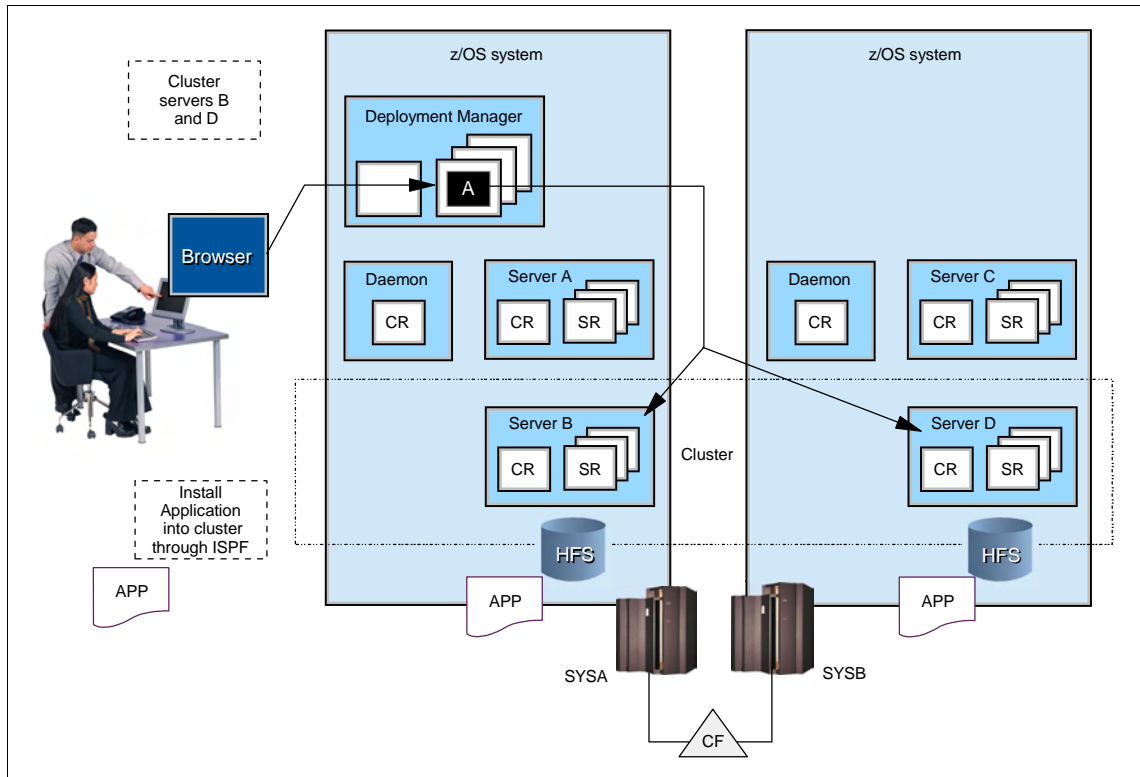 z/OS system
z/OS system
Cluster
servers B
and D
Deployment Manager
A
Browser
Daemon
CR
Server A
CR
SR
Daemon
CR
Server C
CR
SR
Server B
CR
SR
Cluster
Server D
CR
SR
Install
Application
into cluster
through ISPF
HFS
HFS
APP
APP
APP
SYSA
SYSB
CF